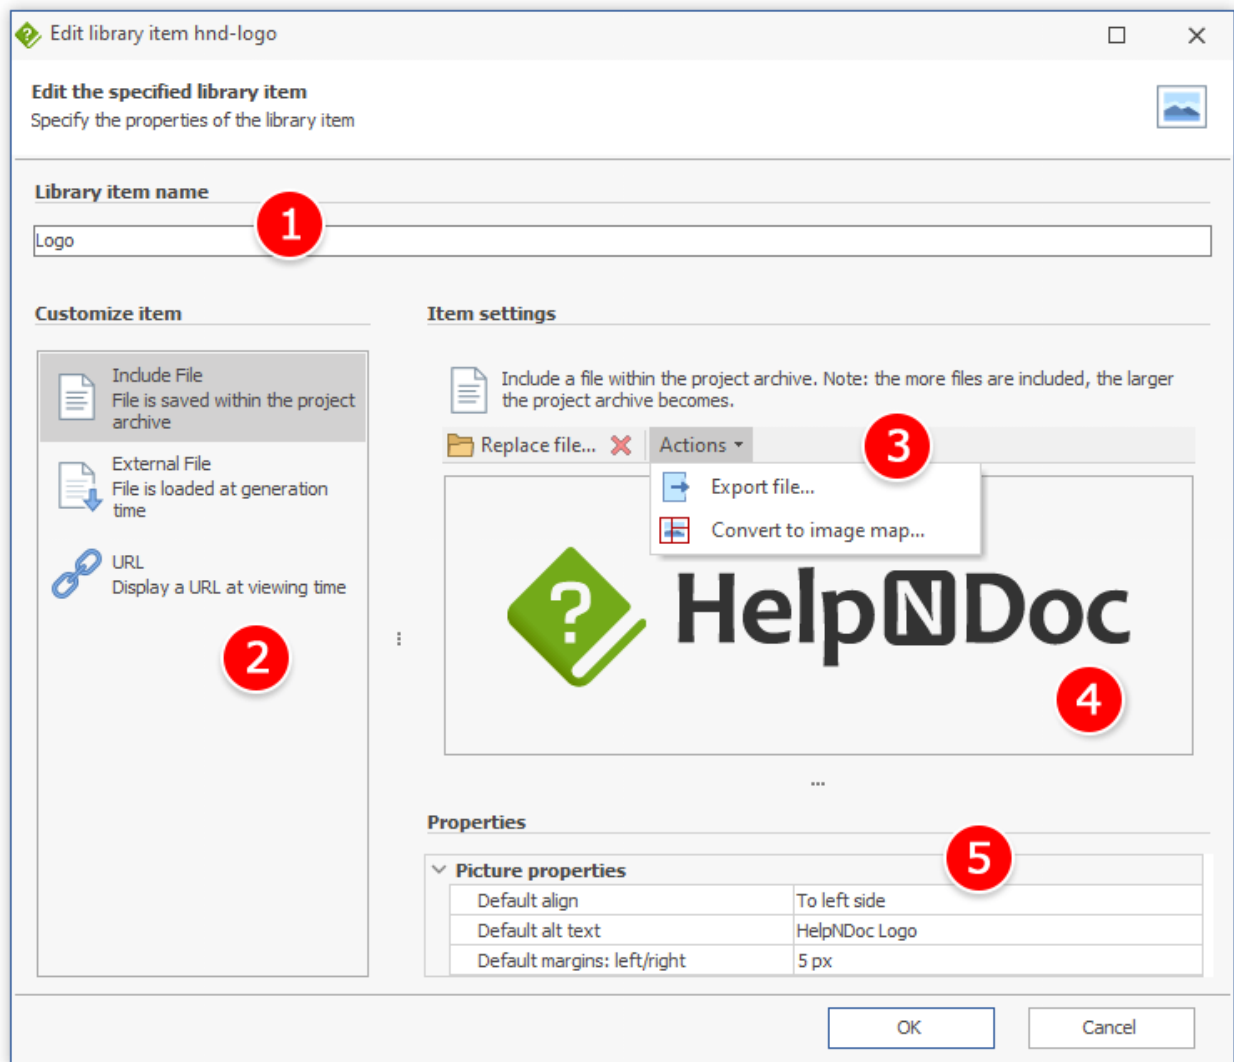 Edit library item hnd-logo
Edit the specified library item
Specify the properties of the library item
Library item name
1
Logo
Customize item
Include File
File is saved within the project
archive
External File
File is loaded at generation
time
URL
Display a URL at viewing time
2
Item settings
Include a file within the project archive. Note: the more files are included, the larger
the project archive becomes.
Replace file... Actions
3
Export file...
Convert to image map...
? HelpNDoc
4
...
Properties
5
Picture properties
Default align To left side
Default alt text HelpNDoc Logo
Default margins: left/right 5 px
OK Cancel